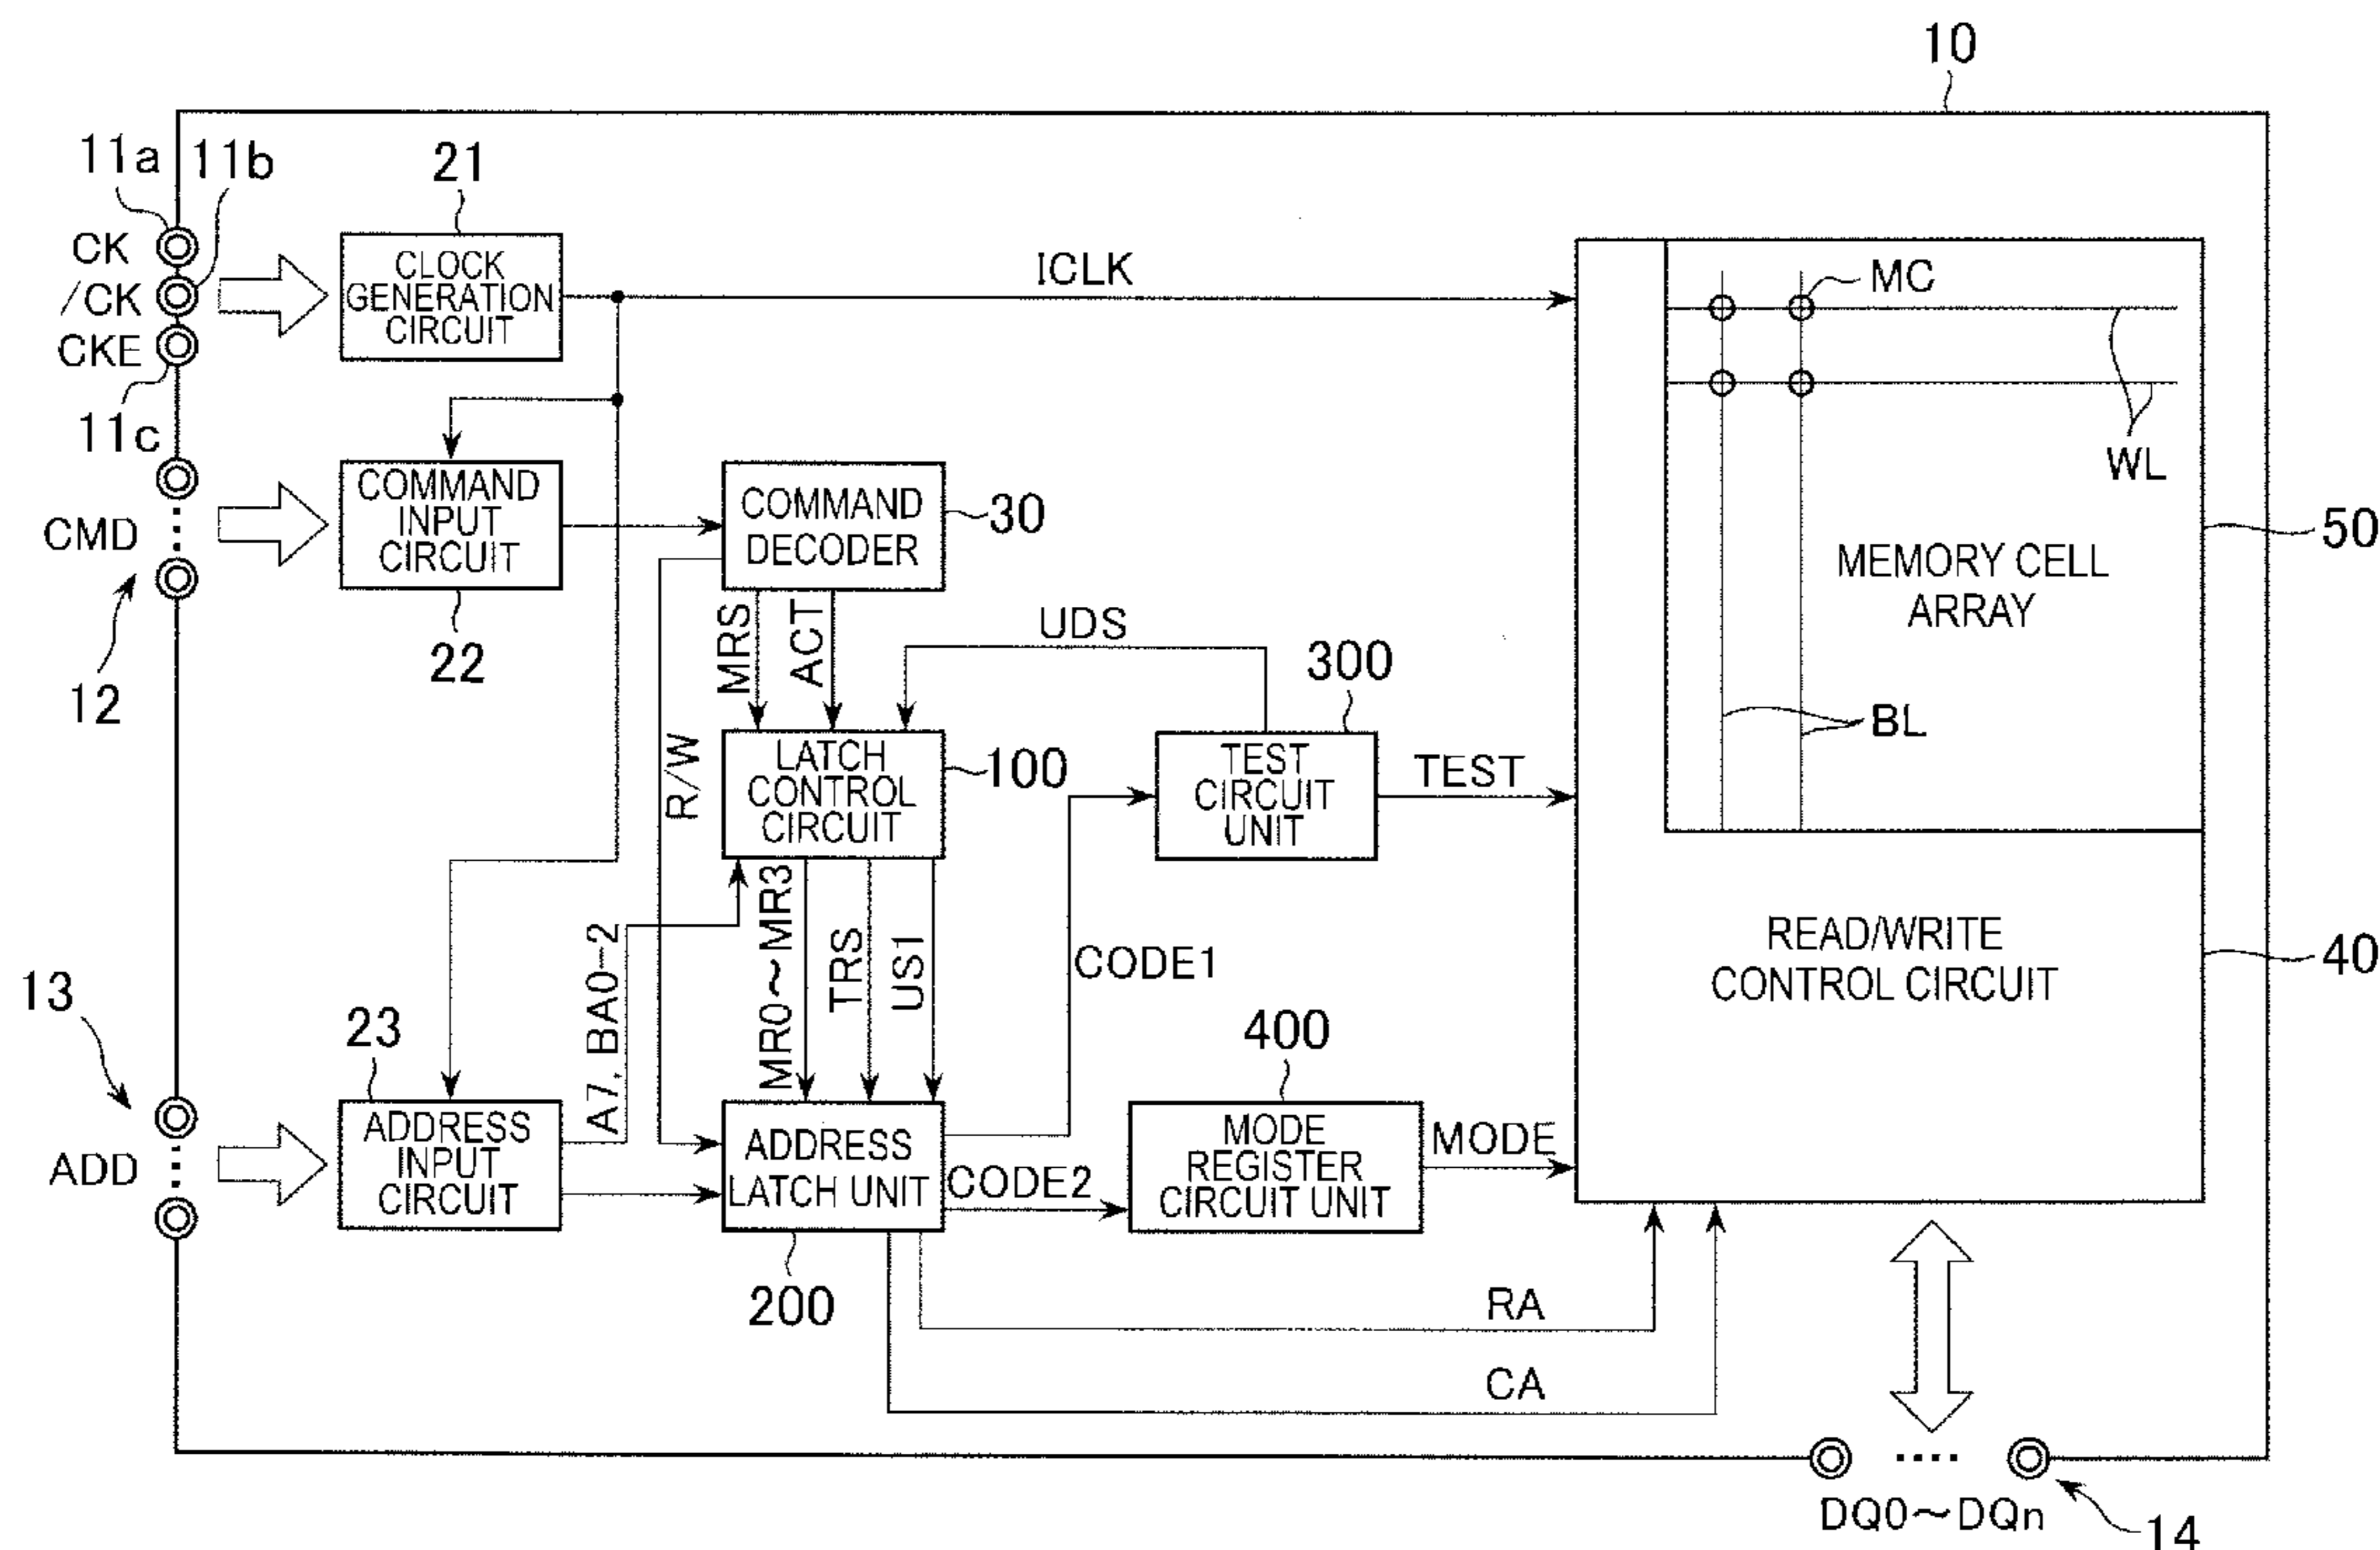 10
11a
11b
21
CK
/CK
CKE
11c
CLOCK
GENERATION
CIRCUIT
ICLK
MC
WL
CMD
12
COMMAND
INPUT
CIRCUIT
22
COMMAND
DECODER
30
MEMORY CELL
ARRAY
50
MRS
ACT
UDS
300
R/W
LATCH
CONTROL
CIRCUIT
100
TEST
CIRCUIT
UNIT
TEST
BL
A7, BA0-2
MR0~MR3
TRS
US1
CODE1
READ/WRITE
CONTROL CIRCUIT
40
13
ADD
23
ADDRESS
INPUT
CIRCUIT
ADDRESS
LATCH UNIT
200
CODE2
400
MODE
REGISTER
CIRCUIT UNIT
MODE
RA
CA
DQ0~DQn
14